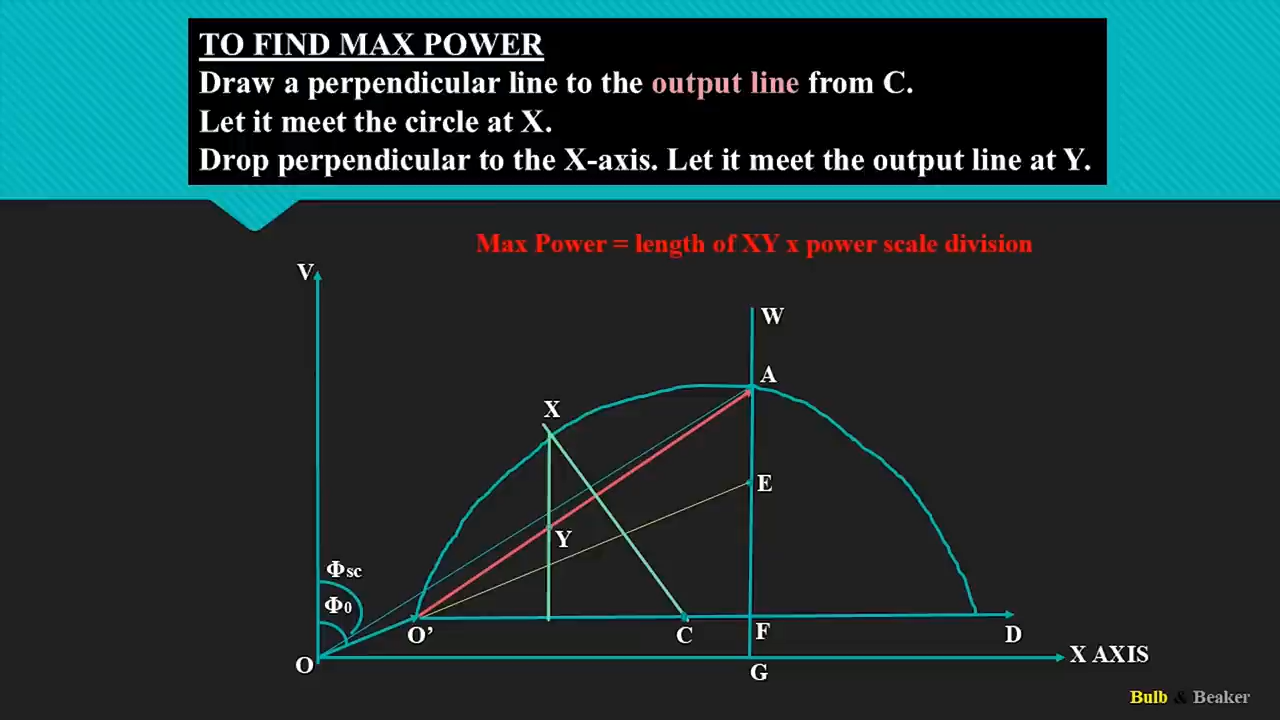 TO FIND MAX POWER
Draw a perpendicular line to the output line from C.
Let it meet the circle at X.
Drop perpendicular to the X-axis. Let it meet the output line at Y.
Max Power = length of XY x power scale division
V
W
A
X
E
Y
Φsc
Φ0
O'
C
F
D
O
G
X AXIS
Bulb & Beaker